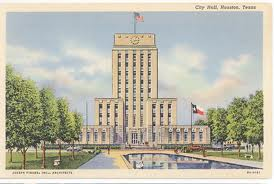 City Hall, Houston, Texas
JOSEPH FINGER, INC., ARCHITECTS